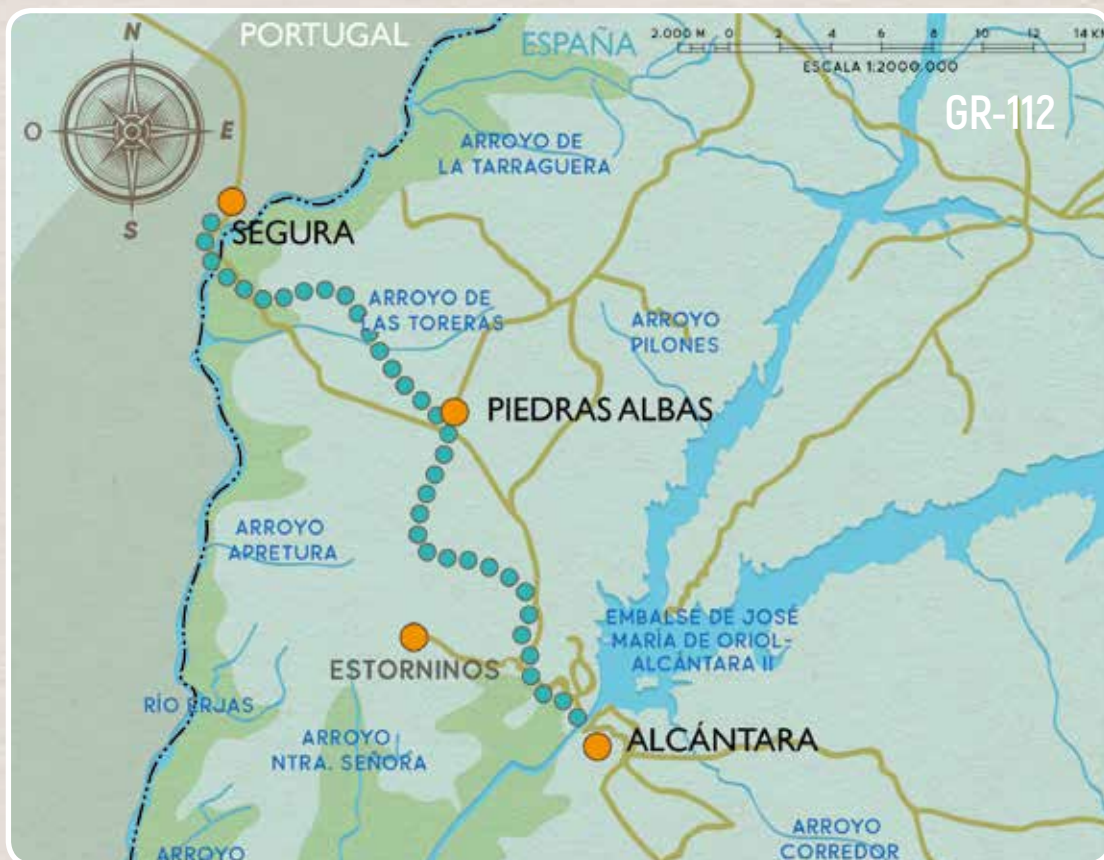 N
PORTUGAL
ESPAÑA
2.000 M 0 2 4 6 8 10 12 14 K
ESCALA 1:2000.000
GR-112
O
E
S
ARROYO DE
LA TARRAGUERA
SEGURA
ARROYO DE
LAS TORERAS
ARROYO
PILONES
PIEDRAS ALBAS
ARROYO
APRETURA
EMBALSE DE JOSÉ
MARÍA DE ORIOL-
ALCÁNTARA II
ESTORNINOS
RÍO ERJAS
ARROYO
NTRA. SEÑORA
ALCÁNTARA
ARROYO
CORREDOR
ARROYO